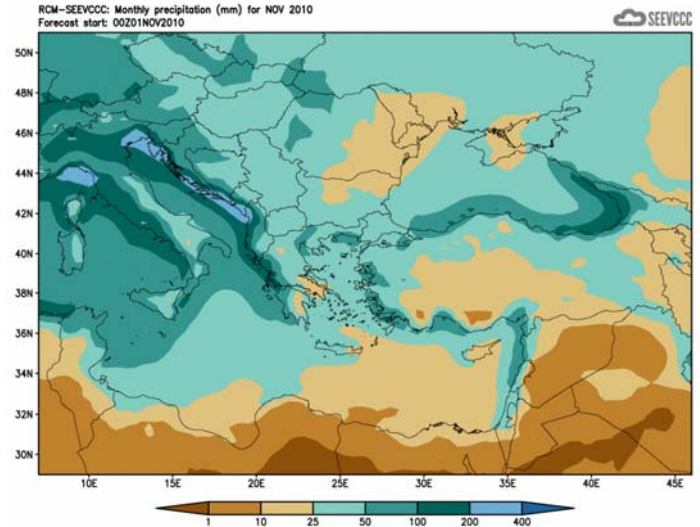 RCM-SEEVCCC: Monthly precipitation (mm) for NOV 2010
Forecast start: 00Z01NOV2010
SEEVCCC
50N
48N
46N
44N
42N
40N
38N
36N
34N
32N
30N
10E 15E 20E 25E 30E 35E 40E 45E
1 10 25 50 100 200 400